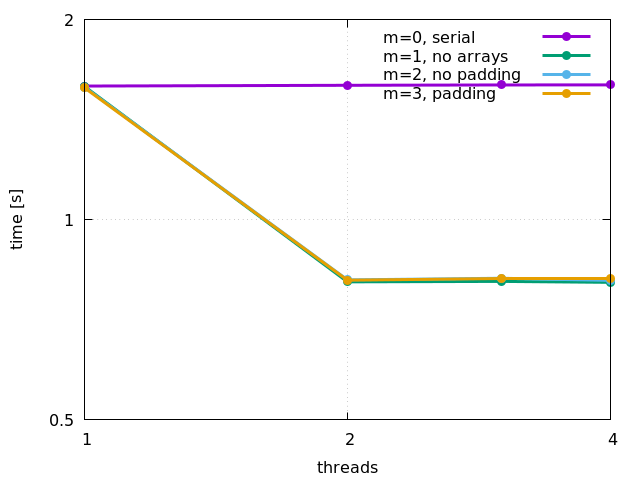 2
m=0, serial
m=1, no arrays
m=2, no padding
m=3, padding
time [s]
1
0.5
1
2
4
threads